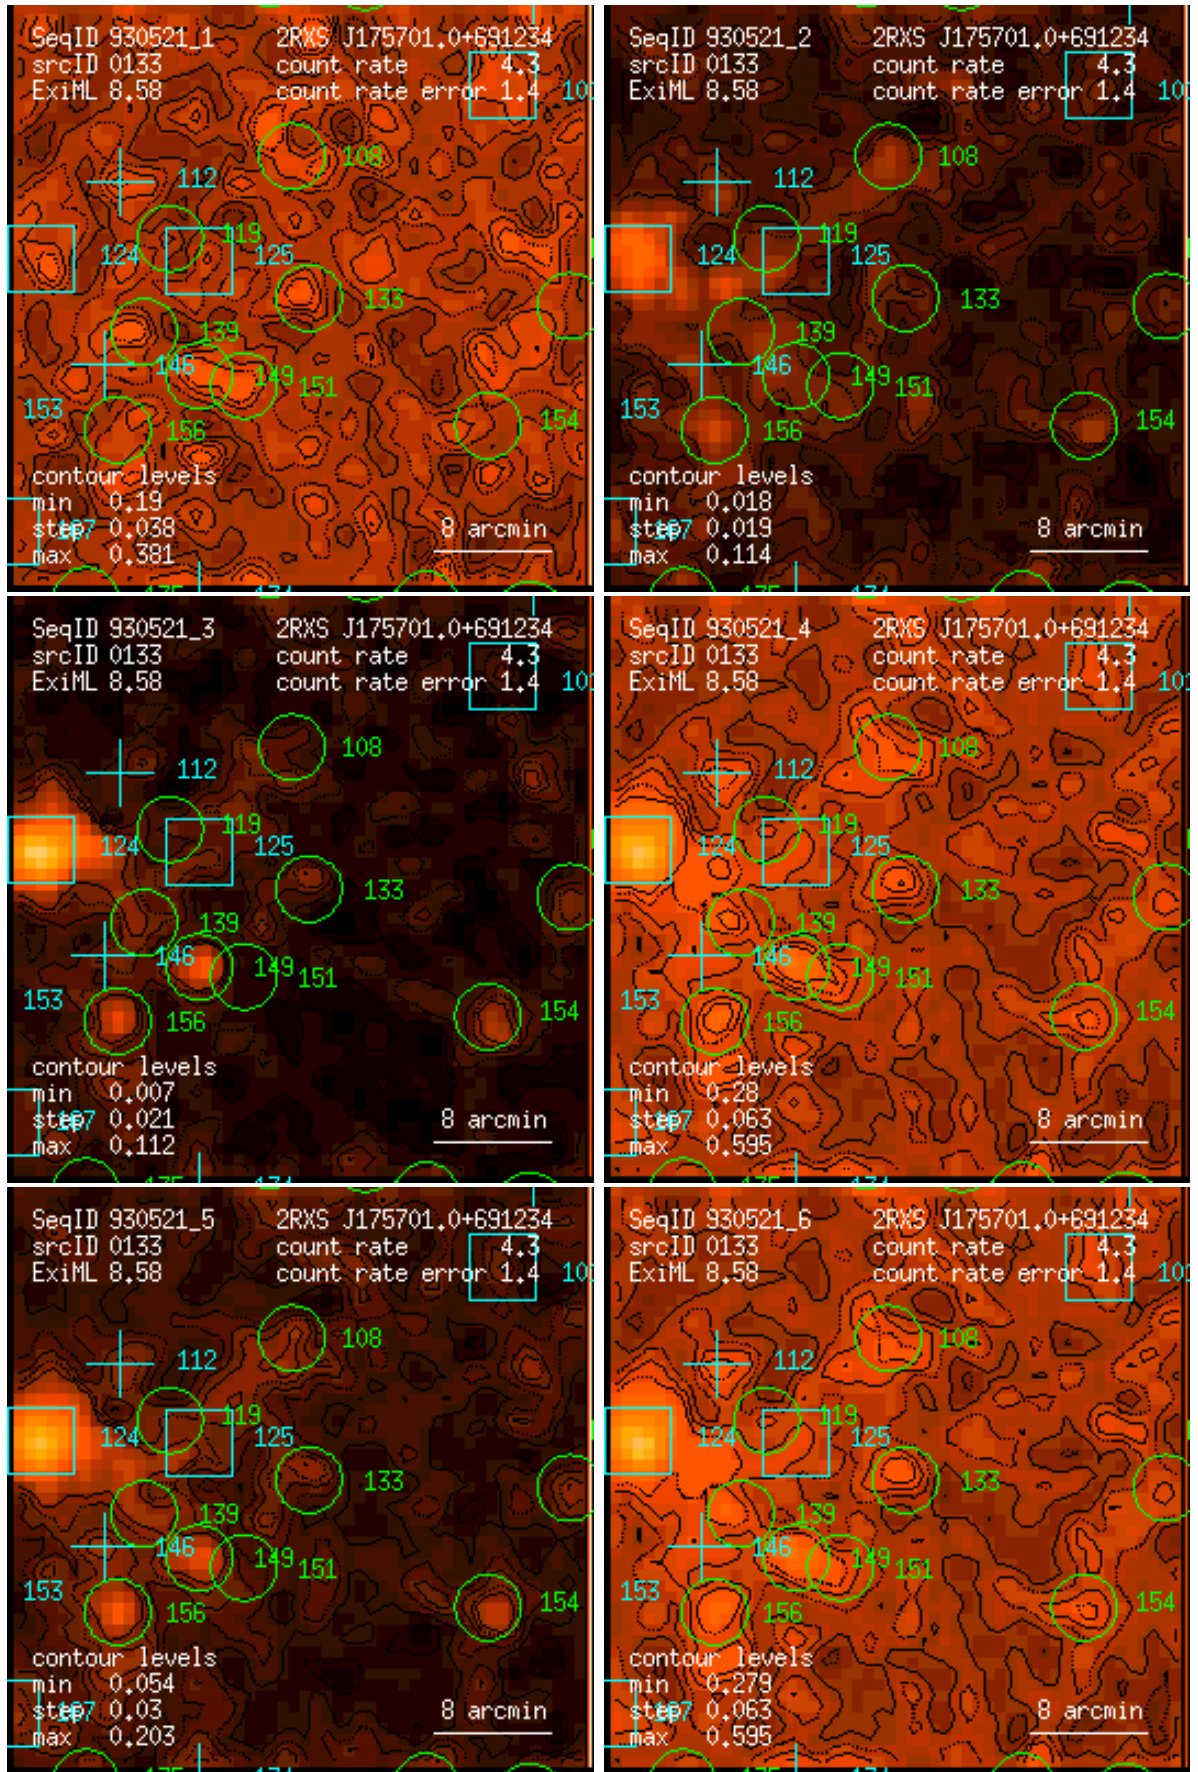 SeqID 930521_1 2RXS J175701.0+691234
srcID 0133 count rate 4.3
ExiML 8.58 count rate error 1.4 10
108
112
119
124 125
133
139
146 149 151
153 154
156
contour levels
min 0.19
step 0.038 8 arcmin
max 0.381
SeqID 930521_2 2RXS J175701.0+691234
srcID 0133 count rate 4.3
ExiML 8.58 count rate error 1.4 10
108
112
119
124 125
133
139
146 149 151
153 154
156
contour levels
min 0.018
step 0.019 8 arcmin
max 0.114
SeqID 930521_3 2RXS J175701.0+691234
srcID 0133 count rate 4.3
ExiML 8.58 count rate error 1.4 10
108
112
119
124 125
133
139
146 149 151
153 154
156
contour levels
min 0.007
step 0.021 8 arcmin
max 0.112
SeqID 930521_4 2RXS J175701.0+691234
srcID 0133 count rate 4.3
ExiML 8.58 count rate error 1.4 10
108
112
119
124 125
133
139
146 149 151
153 154
156
contour levels
min 0.28
step 0.063 8 arcmin
max 0.595
SeqID 930521_5 2RXS J175701.0+691234
srcID 0133 count rate 4.3
ExiML 8.58 count rate error 1.4 10
108
112
119
124 125
133
139
146 149 151
153 154
156
contour levels
min 0.054
step 0.03 8 arcmin
max 0.203
SeqID 930521_6 2RXS J175701.0+691234
srcID 0133 count rate 4.3
ExiML 8.58 count rate error 1.4 10
108
112
119
124 125
133
139
146 149 151
153 154
156
contour levels
min 0.279
step 0.063 8 arcmin
max 0.595